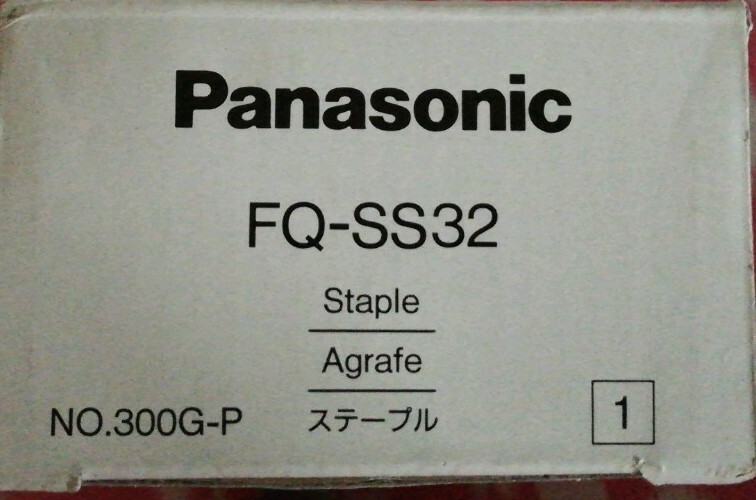 Panasonic
FQ-SS32
Staple
Agrafe
NO.300G-P ステープル 1